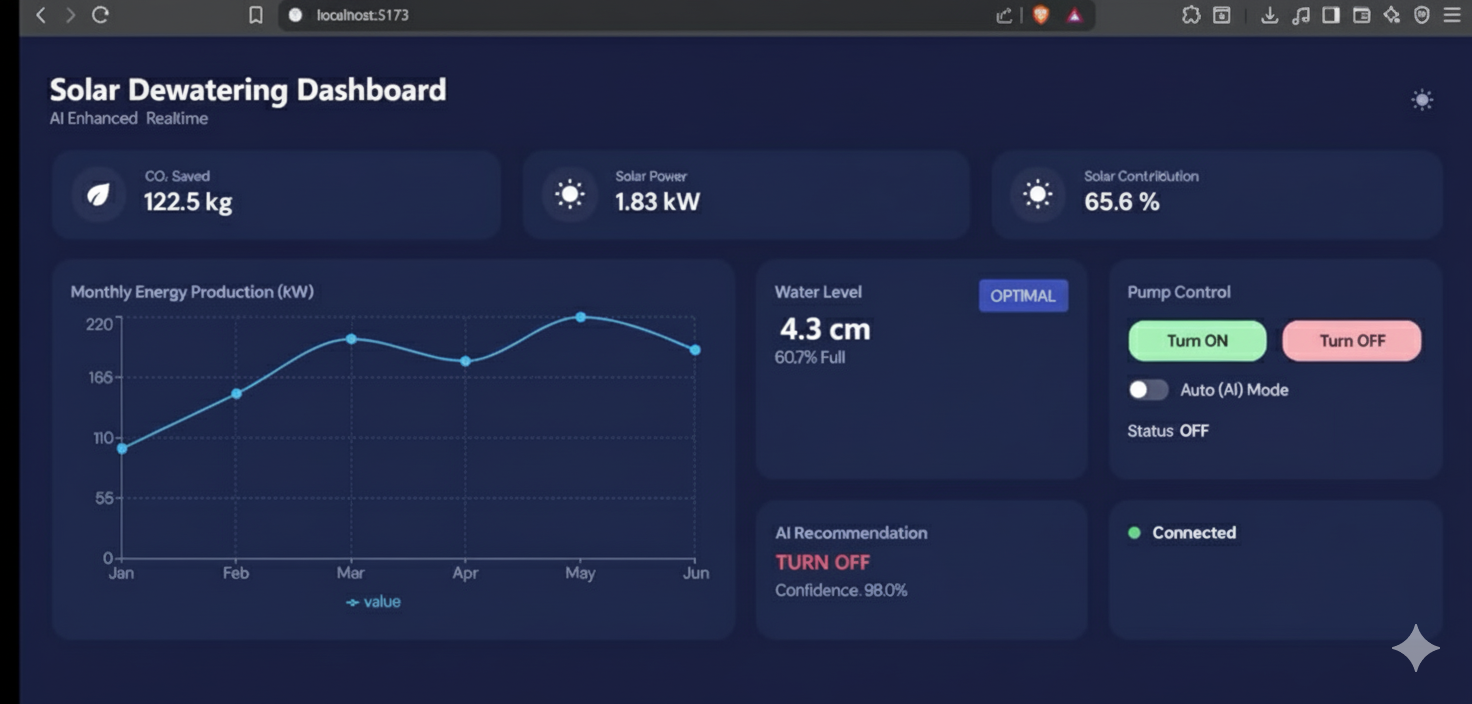 localnost:S173
Solar Dewatering Dashboard
AI Enhanced Realtime
CO₂ Saved
122.5 kg
Solar Power
1.83 kW
Solar Contribution
65.6 %
Monthly Energy Production (kW)
220
166
110
56
0
Jan Feb Mar Apr May Jun
value
Water Level
OPTIMAL
4.3 cm
60.7% Full
Pump Control
Turn ON Turn OFF
Auto (AI) Mode
Status OFF
AI Recommendation
TURN OFF
Confidence. 98.0%
Connected